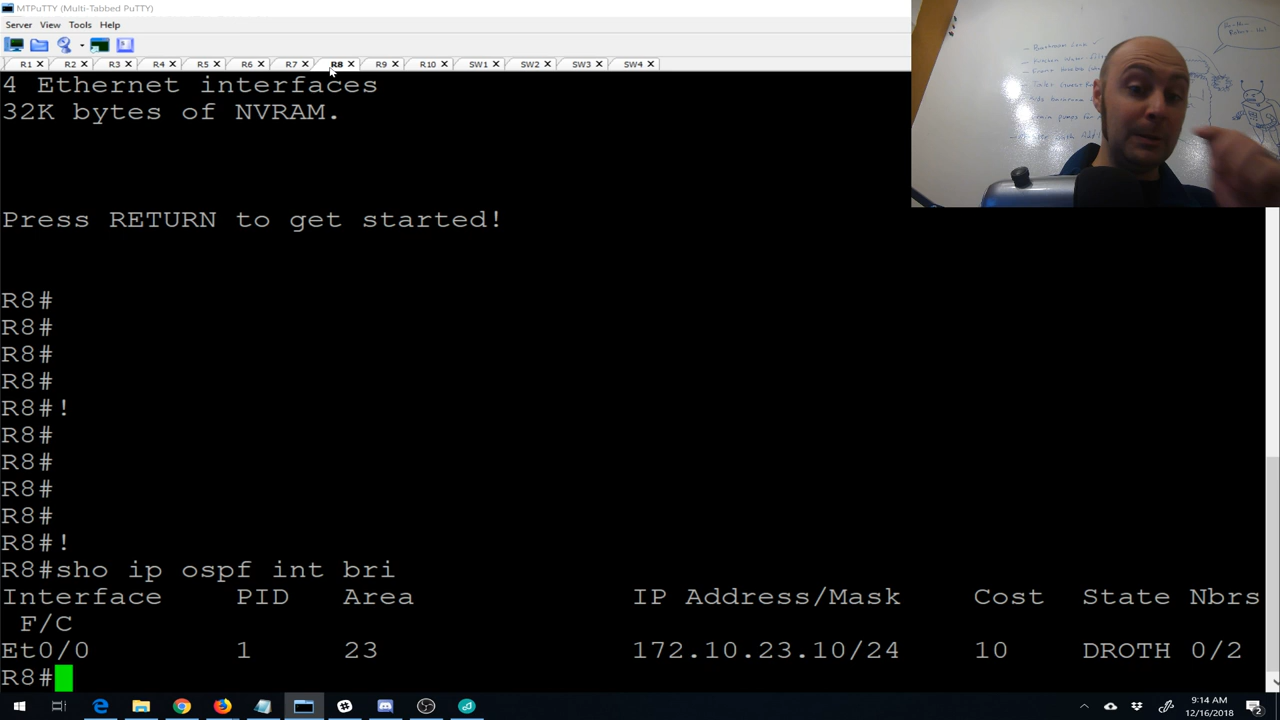 MTPuTTY (Multi-Tabbed PuTTY)
Server View Tools Help
R1 R2 R3 R4 R5 R6 R7 R8 R9 R10 SW1 SW2 SW3 SW4
4 Ethernet interfaces
32K bytes of NVRAM.
Press RETURN to get started!
R8#
R8#
R8#
R8#
R8#!
R8#
R8#
R8#
R8#
R8#!
R8#sho ip ospf int bri
Interface PID Area IP Address/Mask Cost State Nbrs
F/C
Et0/0 1 23 172.10.23.10/24 10 DROTH 0/2
R8#
9:14 AM
12/16/2018
2